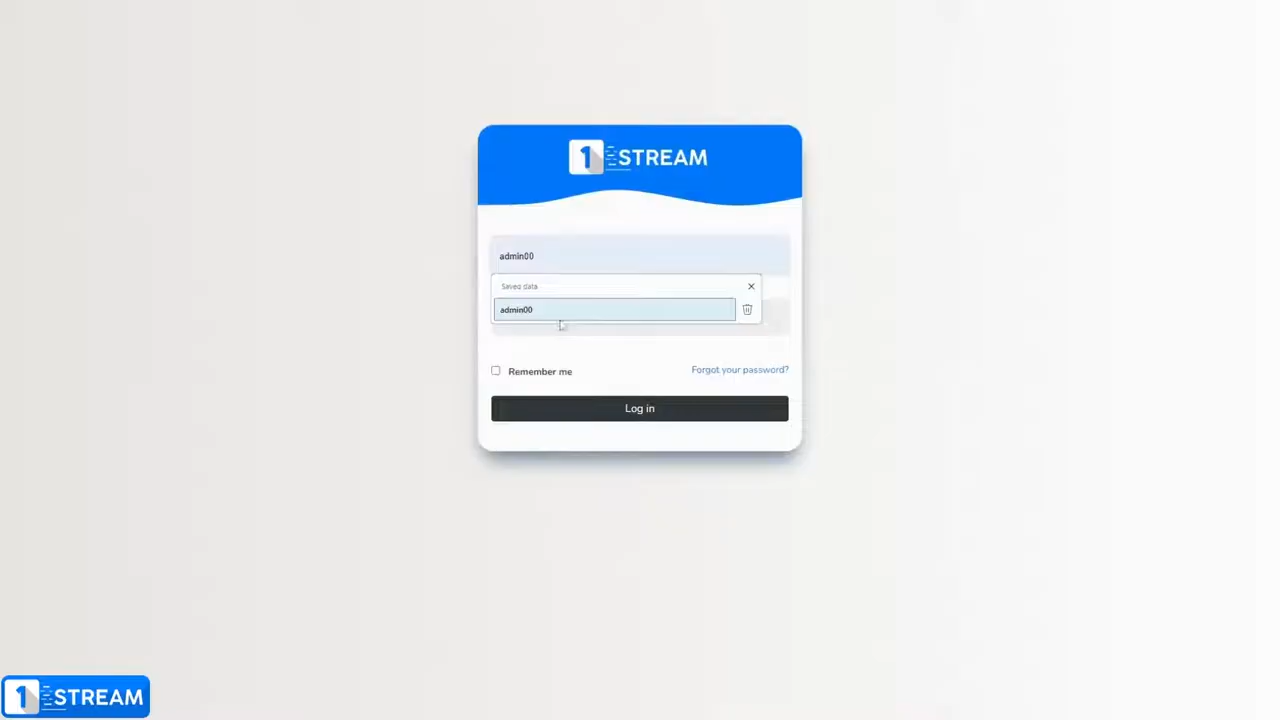 1 STREAM
admin00
Saved data
admin00
Remember me
Forgot your password?
Log in
1 STREAM